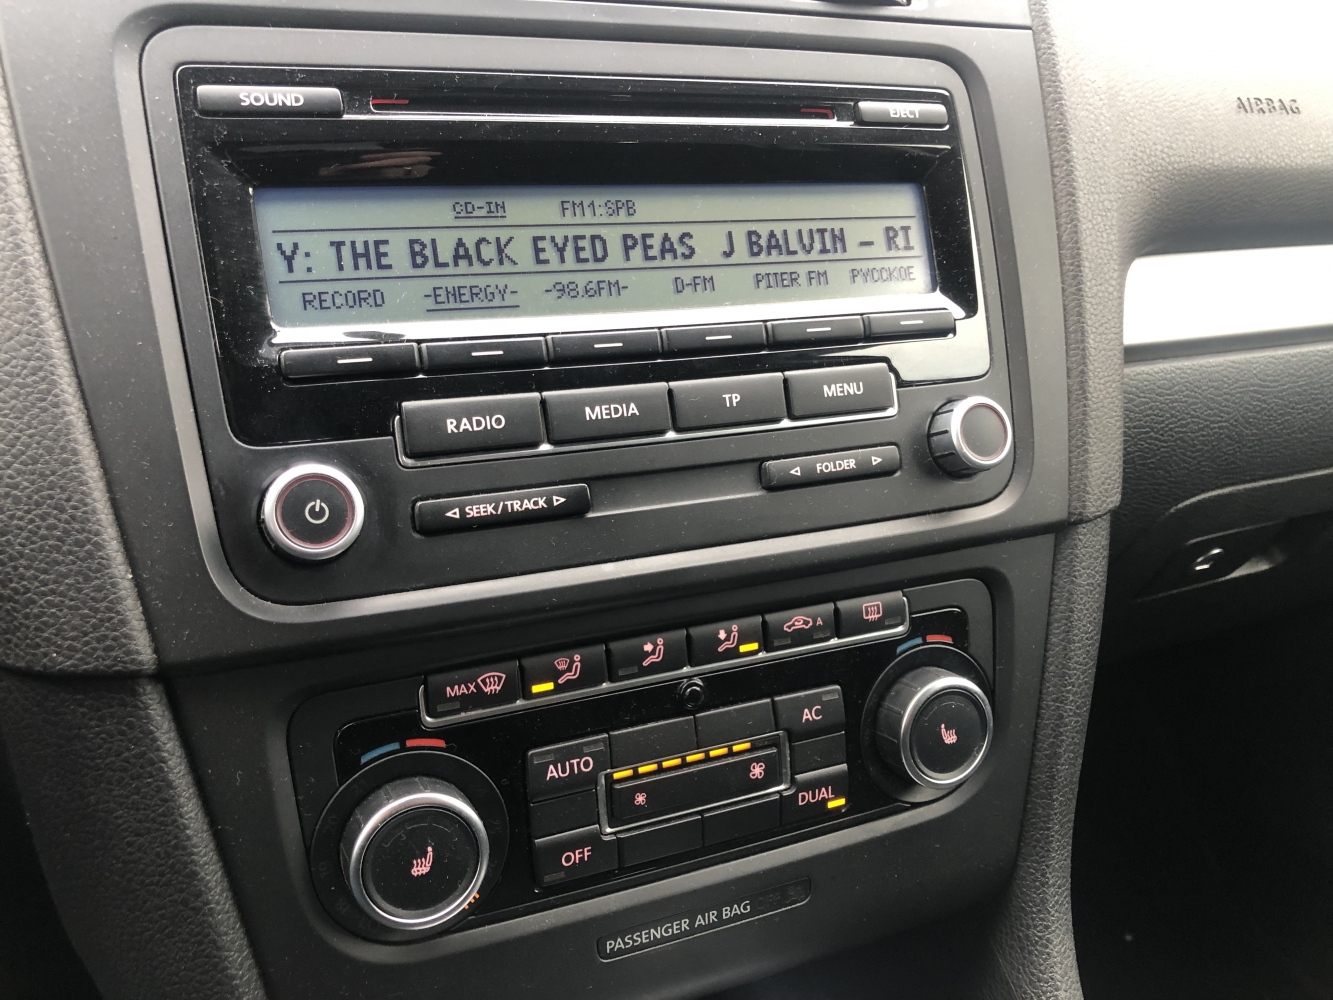 SOUND
EJECT
AIRBAG
CD-IN FM1:SPB
Y: THE BLACK EYED PEAS J BALVIN – RI
RECORD -ENERGY- -98.6FM- D-FM PITER FM PYCCKOE
RADIO MEDIA TP MENU
FOLDER
SEEK/TRACK
MAX
A
AC
AUTO
DUAL
OFF
PASSENGER AIR BAG